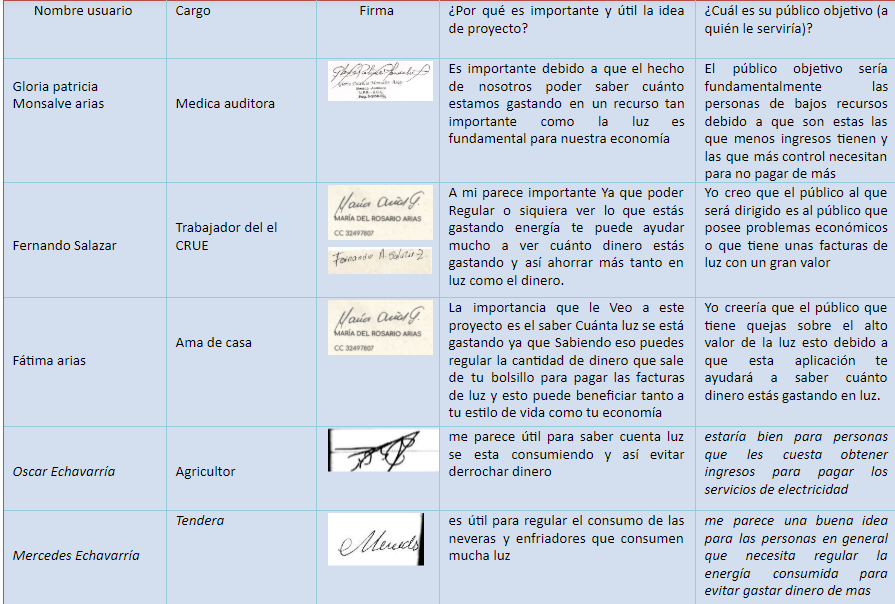 Nombre usuario
Cargo
Firma
¿Por qué es importante y útil la idea
de proyecto?
¿Cuál es su público objetivo (a
quién le serviría)?
Gloria patricia
Monsalve arias
Medica auditora
Es importante debido a que el hecho
de nosotros poder saber cuánto
estamos gastando en un recurso tan
importante como la luz es
fundamental para nuestra economía
El público objetivo sería
fundamentalmente las
personas de bajos recursos
debido a que son estas las
que menos ingresos tienen y
las que más control necesitan
para no pagar de más
Fernando Salazar
Trabajador del el
CRUE
María Arias G.
MARÍA DEL ROSARIO ARIAS
CC 32497807
Fernando A. Salazar Z.
A mi parece importante Ya que poder
Regular o siquiera ver lo que estás
gastando energía te puede ayudar
mucho a ver cuánto dinero estás
gastando y así ahorrar más tanto en
luz como el dinero.
Yo creo que el público al que
será dirigido es al público que
posee problemas económicos
o que tiene unas facturas de
luz con un gran valor
Fátima arias
Ama de casa
María Arias G.
MARÍA DEL ROSARIO ARIAS
CC 32497807
La importancia que le Veo a este
proyecto es el saber Cuánta luz se está
gastando ya que Sabiendo eso puedes
regular la cantidad de dinero que sale
de tu bolsillo para pagar las facturas
de luz y esto puede beneficiar tanto a
tu estilo de vida como tu economía
Yo creería que el público que
tiene quejas sobre el alto
valor de la luz esto debido a
que esta aplicación te
ayudará a saber cuánto
dinero estás gastando en luz.
Oscar Echavarría
Agricultor
me parece útil para saber cuenta luz
se esta consumiendo y así evitar
derrochar dinero
estaría bien para personas
que les cuesta obtener
ingresos para pagar los
servicios de electricidad
Mercedes Echavarría
Tendera
es útil para regular el consumo de las
neveras y enfriadores que consumen
mucha luz
me parece una buena idea
para las personas en general
que necesita regular la
energía consumida para
evitar gastar dinero de mas